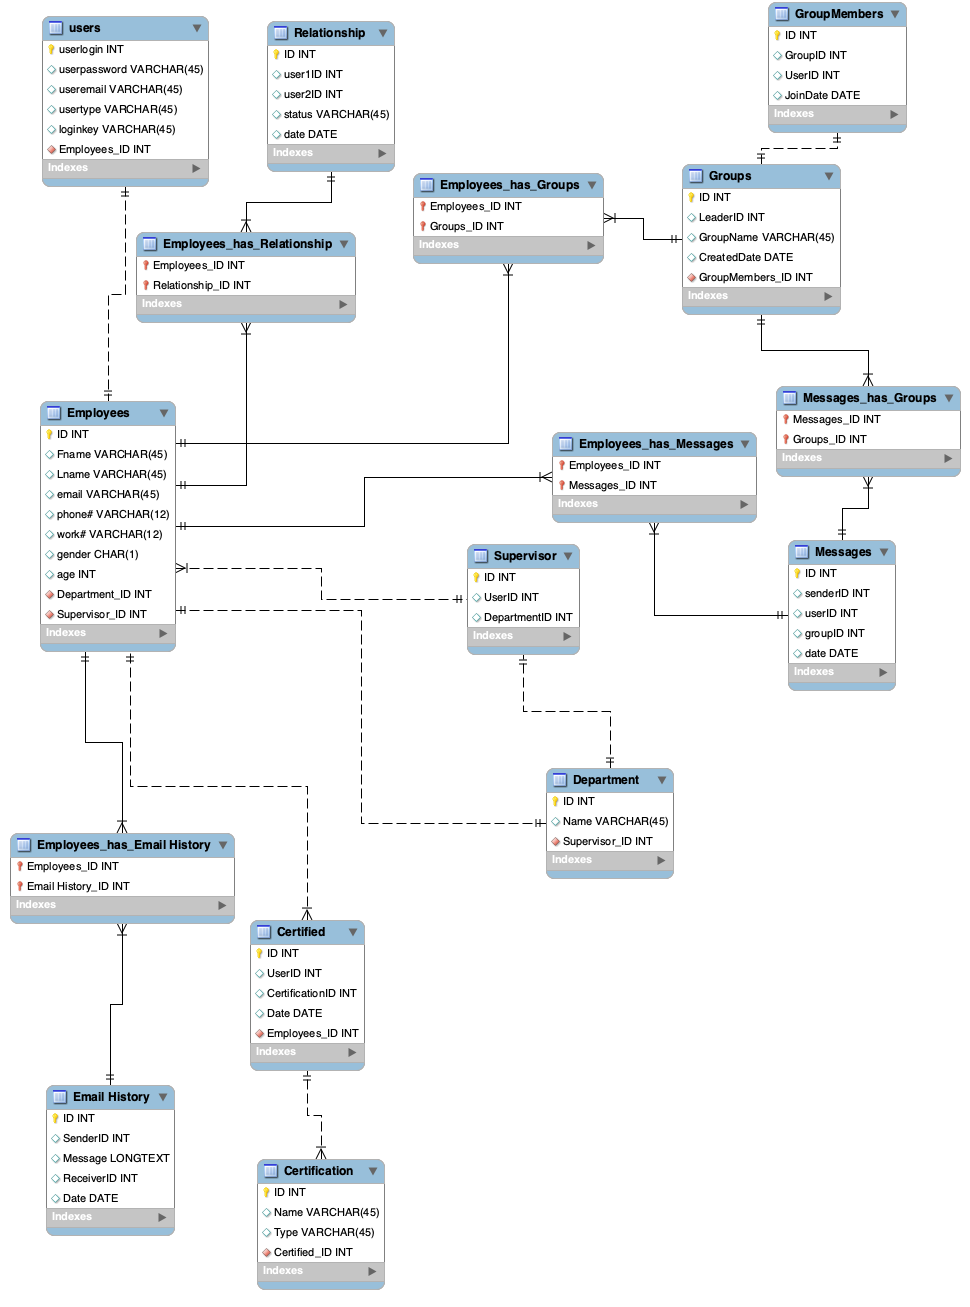 users
userlogin INT
userpassword VARCHAR(45)
useremail VARCHAR(45)
usertype VARCHAR(45)
loginkey VARCHAR(45)
Employees_ID INT
Indexes
Relationship
ID INT
user1ID INT
user2ID INT
status VARCHAR(45)
date DATE
Indexes
GroupMembers
ID INT
GroupID INT
UserID INT
JoinDate DATE
Indexes
Employees_has_Groups
Employees_ID INT
Groups_ID INT
Indexes
Groups
ID INT
LeaderID INT
GroupName VARCHAR(45)
CreatedDate DATE
GroupMembers_ID INT
Indexes
Employees_has_Relationship
Employees_ID INT
Relationship_ID INT
Indexes
Employees
ID INT
Fname VARCHAR(45)
Lname VARCHAR(45)
email VARCHAR(45)
phone# VARCHAR(12)
work# VARCHAR(12)
gender CHAR(1)
age INT
Department_ID INT
Supervisor_ID INT
Indexes
Messages_has_Groups
Messages_ID INT
Groups_ID INT
Indexes
Employees_has_Messages
Employees_ID INT
Messages_ID INT
Indexes
Supervisor
ID INT
UserID INT
DepartmentID INT
Indexes
Messages
ID INT
senderID INT
userID INT
groupID INT
date DATE
Indexes
Department
ID INT
Name VARCHAR(45)
Supervisor_ID INT
Indexes
Employees_has_Email History
Employees_ID INT
Email History_ID INT
Indexes
Certified
ID INT
UserID INT
CertificationID INT
Date DATE
Employees_ID INT
Indexes
Email History
ID INT
SenderID INT
Message LONGTEXT
ReceiverID INT
Date DATE
Indexes
Certification
ID INT
Name VARCHAR(45)
Type VARCHAR(45)
Certified_ID INT
Indexes